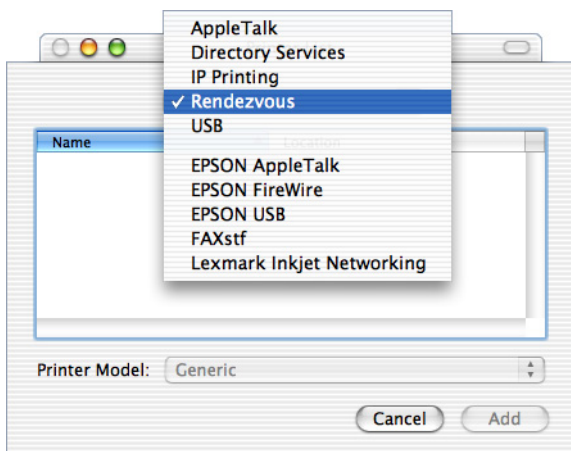 AppleTalk
Directory Services
IP Printing
✓ Rendezvous
USB
Name Location
EPSON AppleTalk
EPSON FireWire
EPSON USB
FAXstf
Lexmark Inkjet Networking
Printer Model: Generic
Cancel Add